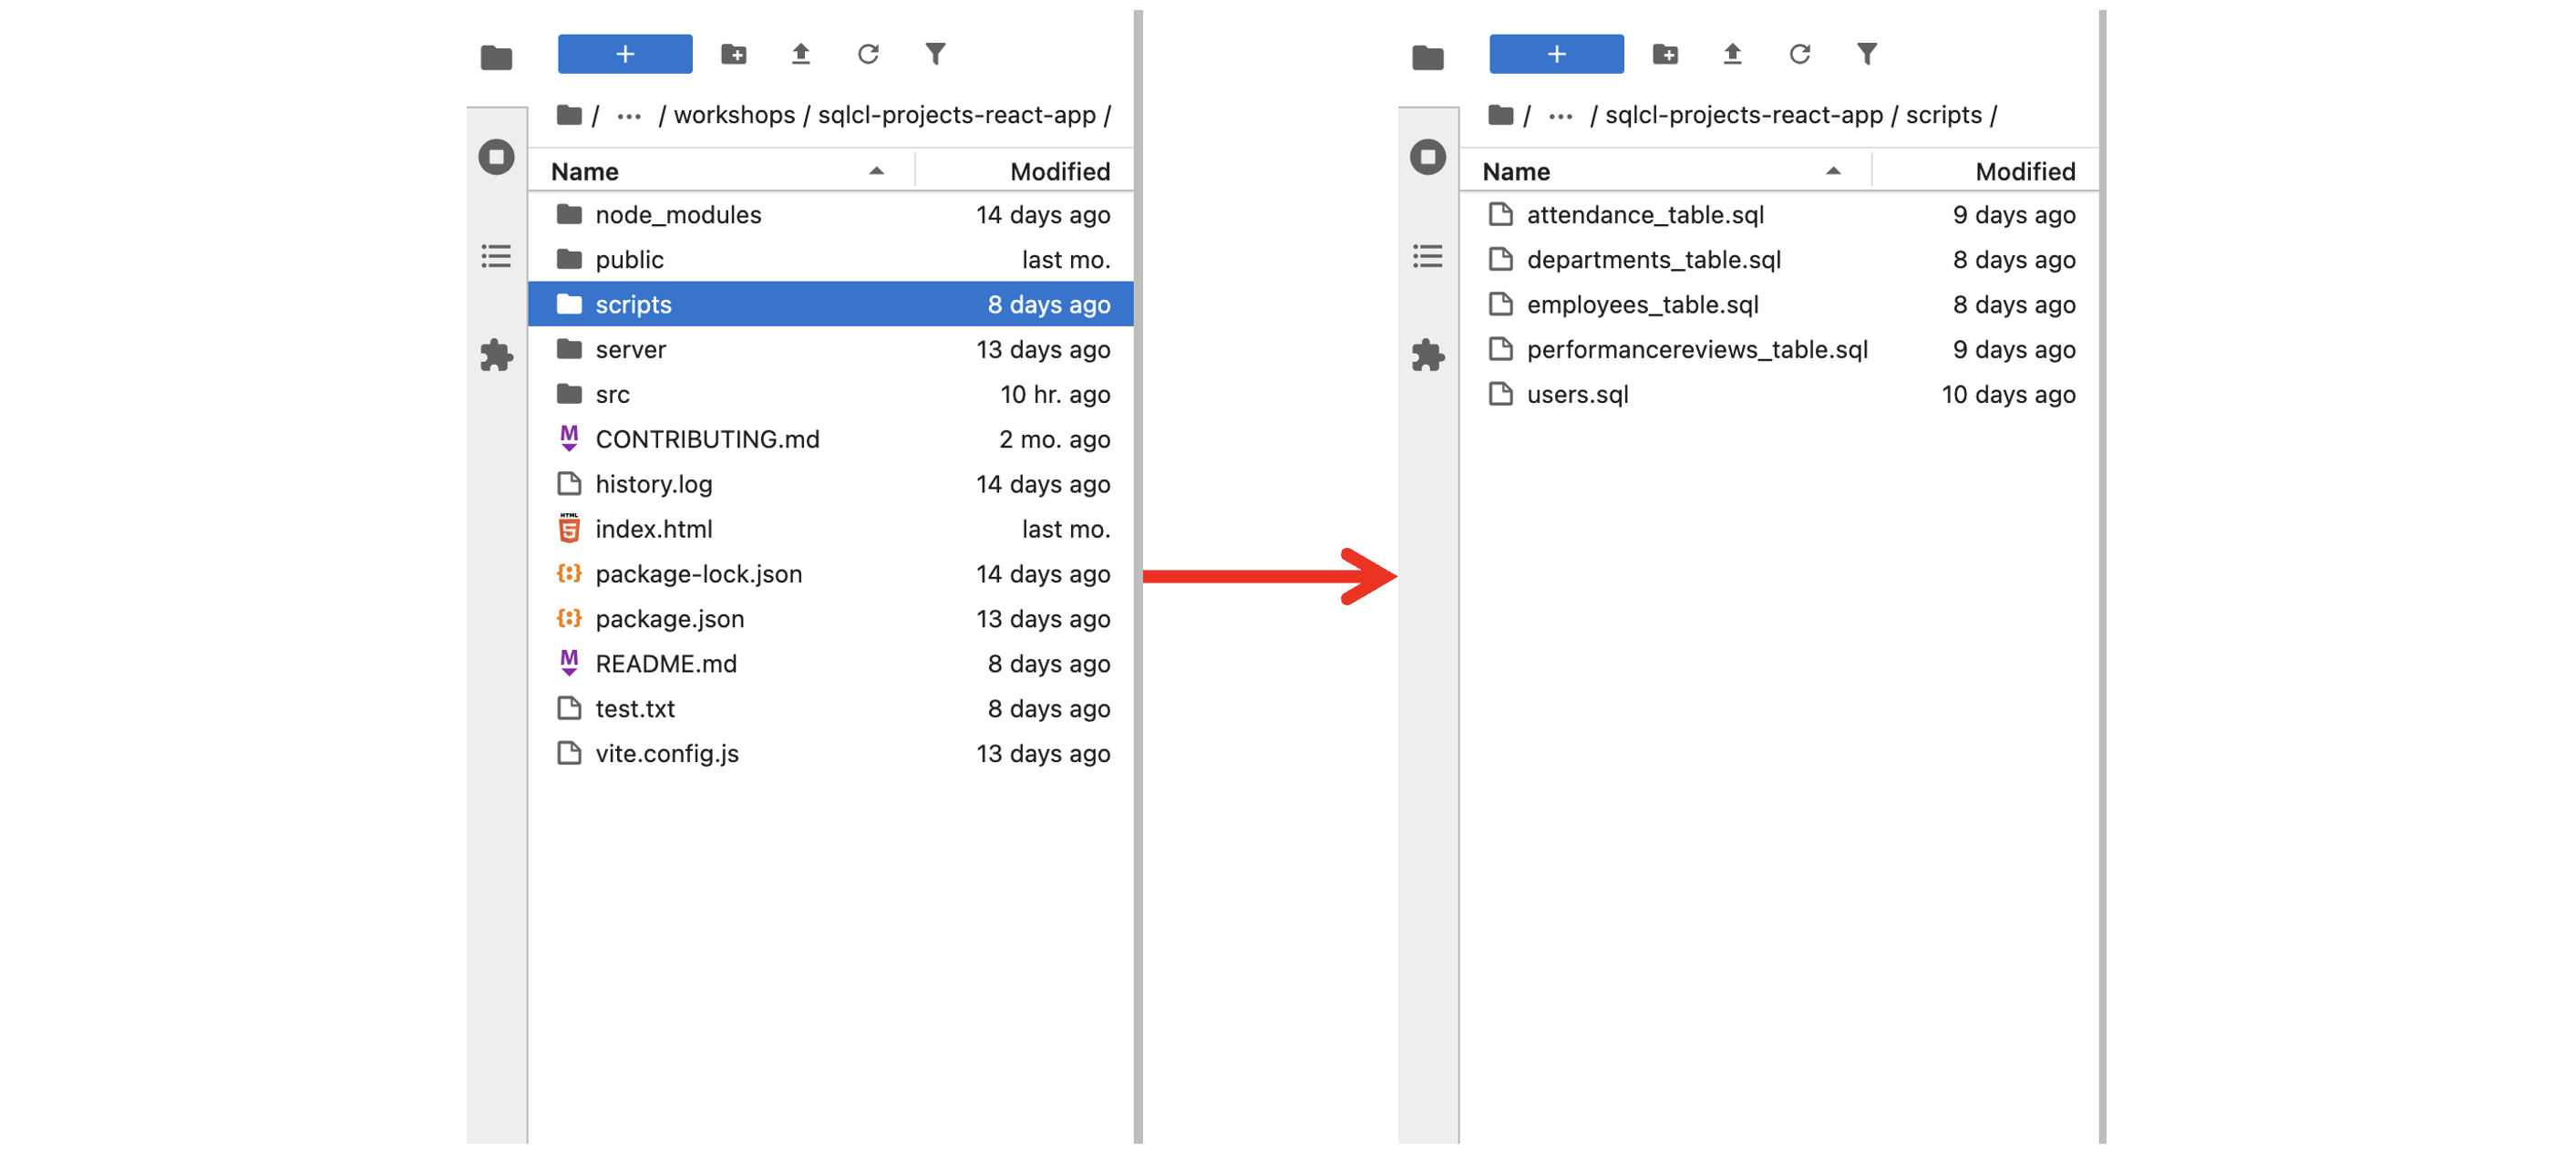 +
/ ... / workshops / sqlcl-projects-react-app /
Name Modified
node_modules 14 days ago
public last mo.
scripts 8 days ago
server 13 days ago
src 10 hr. ago
M CONTRIBUTING.md 2 mo. ago
history.log 14 days ago
HTML 5 index.html last mo.
{:} package-lock.json 14 days ago
{:} package.json 13 days ago
M README.md 8 days ago
test.txt 8 days ago
vite.config.js 13 days ago
+
/ ... / sqlcl-projects-react-app / scripts /
Name Modified
attendance_table.sql 9 days ago
departments_table.sql 8 days ago
employees_table.sql 8 days ago
performancereviews_table.sql 9 days ago
users.sql 10 days ago